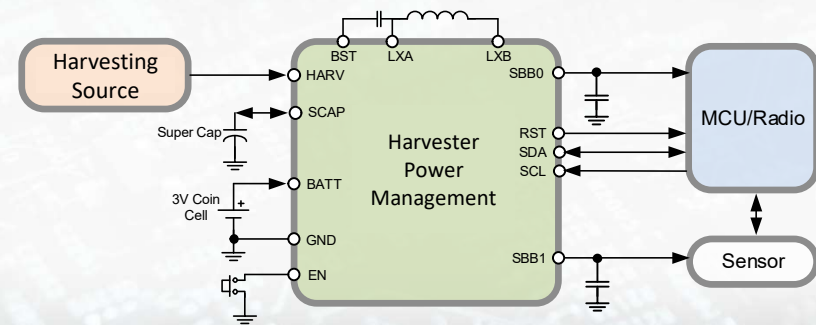 BST
LXA
LXB
Harvesting
Source
HARV
SCAP
Super Cap
BATT
3V Coin
Cell
+
GND
EN
Harvester
Power
Management
SBB0
RST
SDA
SCL
SBB1
MCU/Radio
Sensor